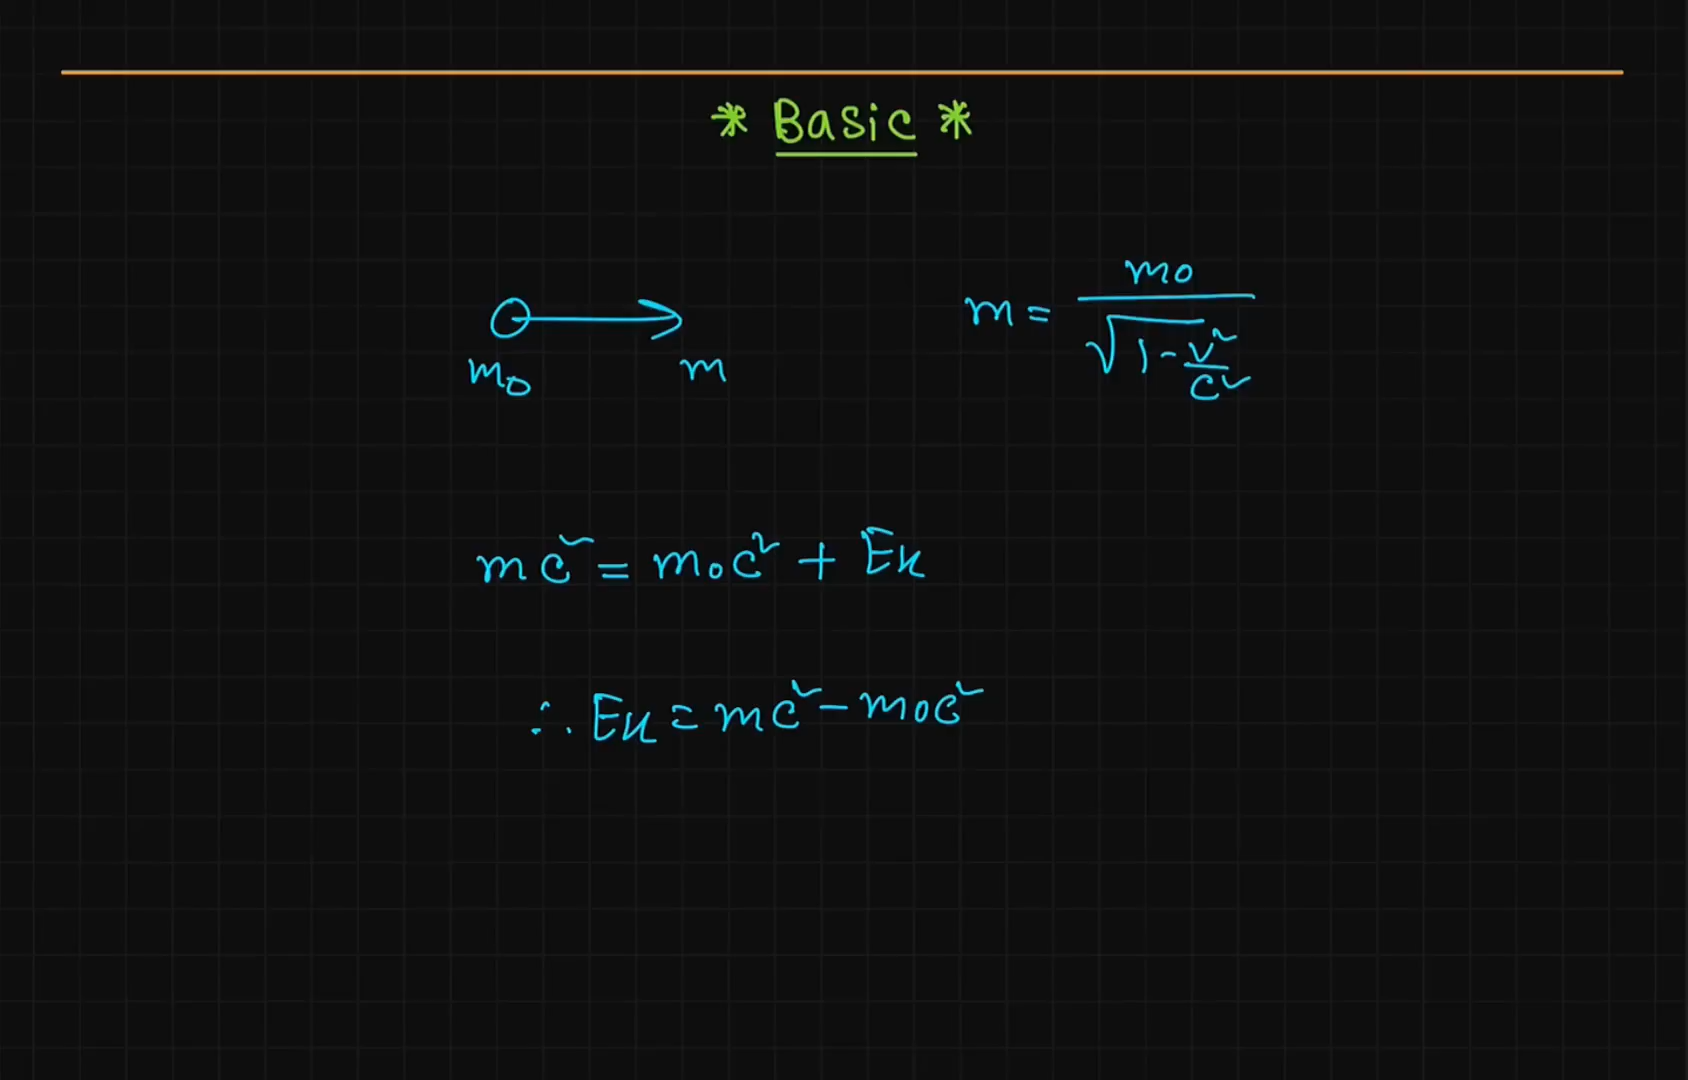 * Basic *
m₀ m
m = m₀ / √(1 - v²/c²)
mc² = m₀c² + Eₖ
∴ Eₖ = mc² - m₀c²